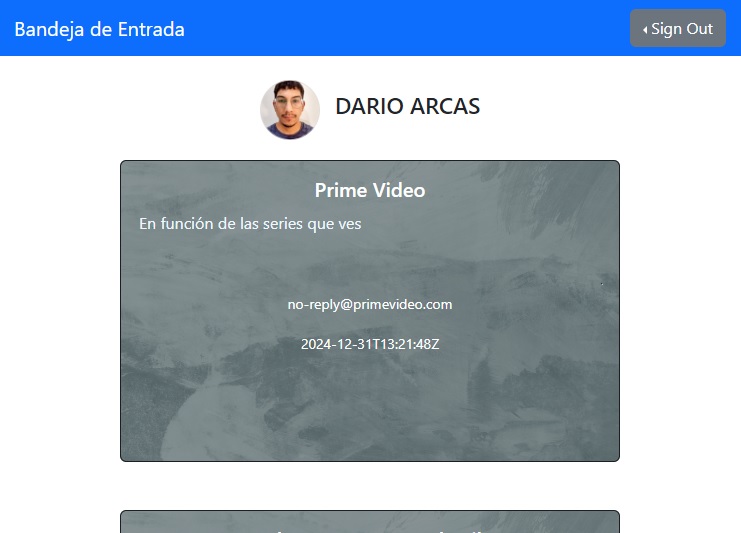 Bandeja de Entrada
Sign Out
DARIO ARCAS
Prime Video
En función de las series que ves
no-reply@primevideo.com
2024-12-31T13:21:48Z